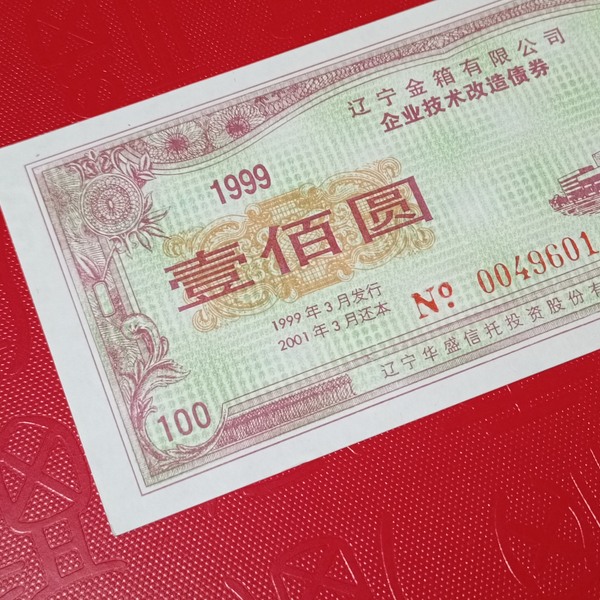 辽宁金箱有限公司
企业技术改造债券
1999
壹佰圆
1999年3月发行
2001年3月还本
Nº 0049601
辽宁华盛信托投资股份有
100